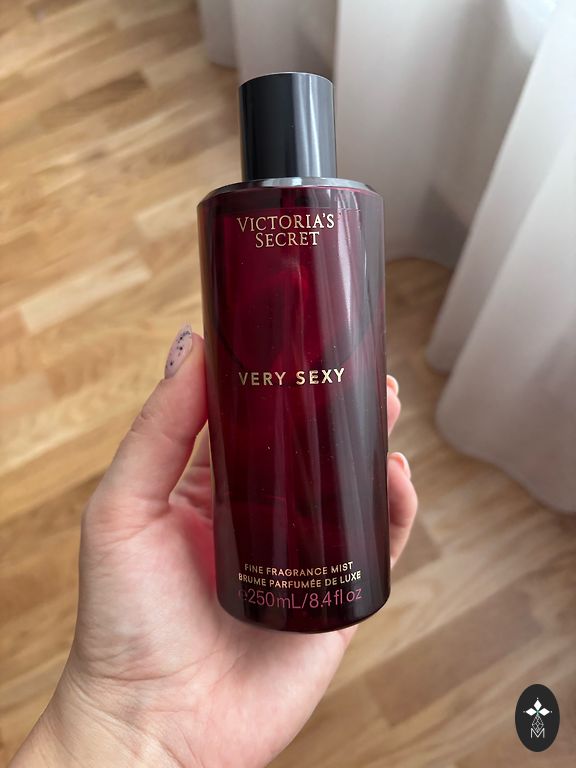 VICTORIA'S
SECRET
VERY SEXY
FINE FRAGRANCE MIST
BRUME PARFUMÉE DE LUXE
℮250mL/8.4fl oz
M